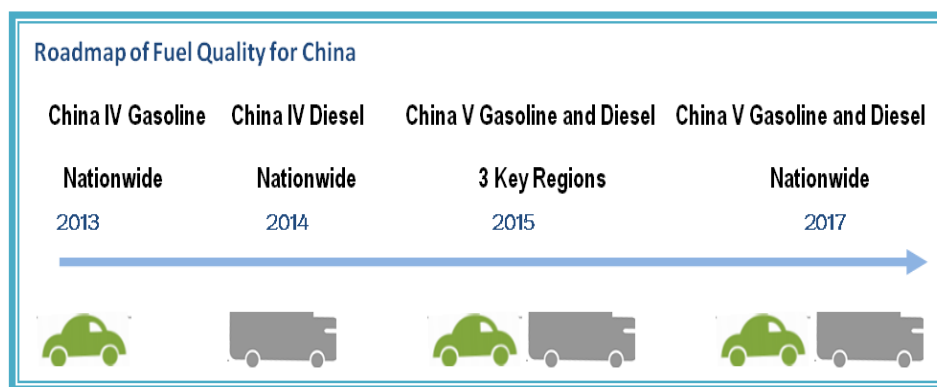 Roadmap of Fuel Quality for China
China IV Gasoline China IV Diesel China V Gasoline and Diesel China V Gasoline and Diesel
Nationwide Nationwide 3 Key Regions Nationwide
2013 2014 2015 2017